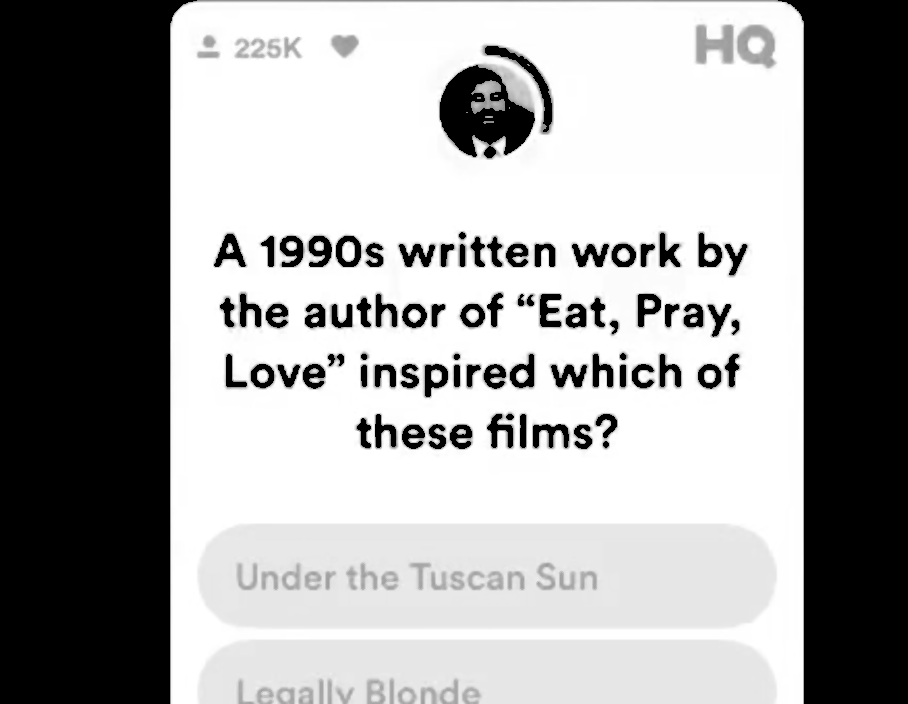 225K
HQ
A 1990s written work by
the author of “Eat, Pray,
Love” inspired which of
these films?
Under the Tuscan Sun
Legally Blonde